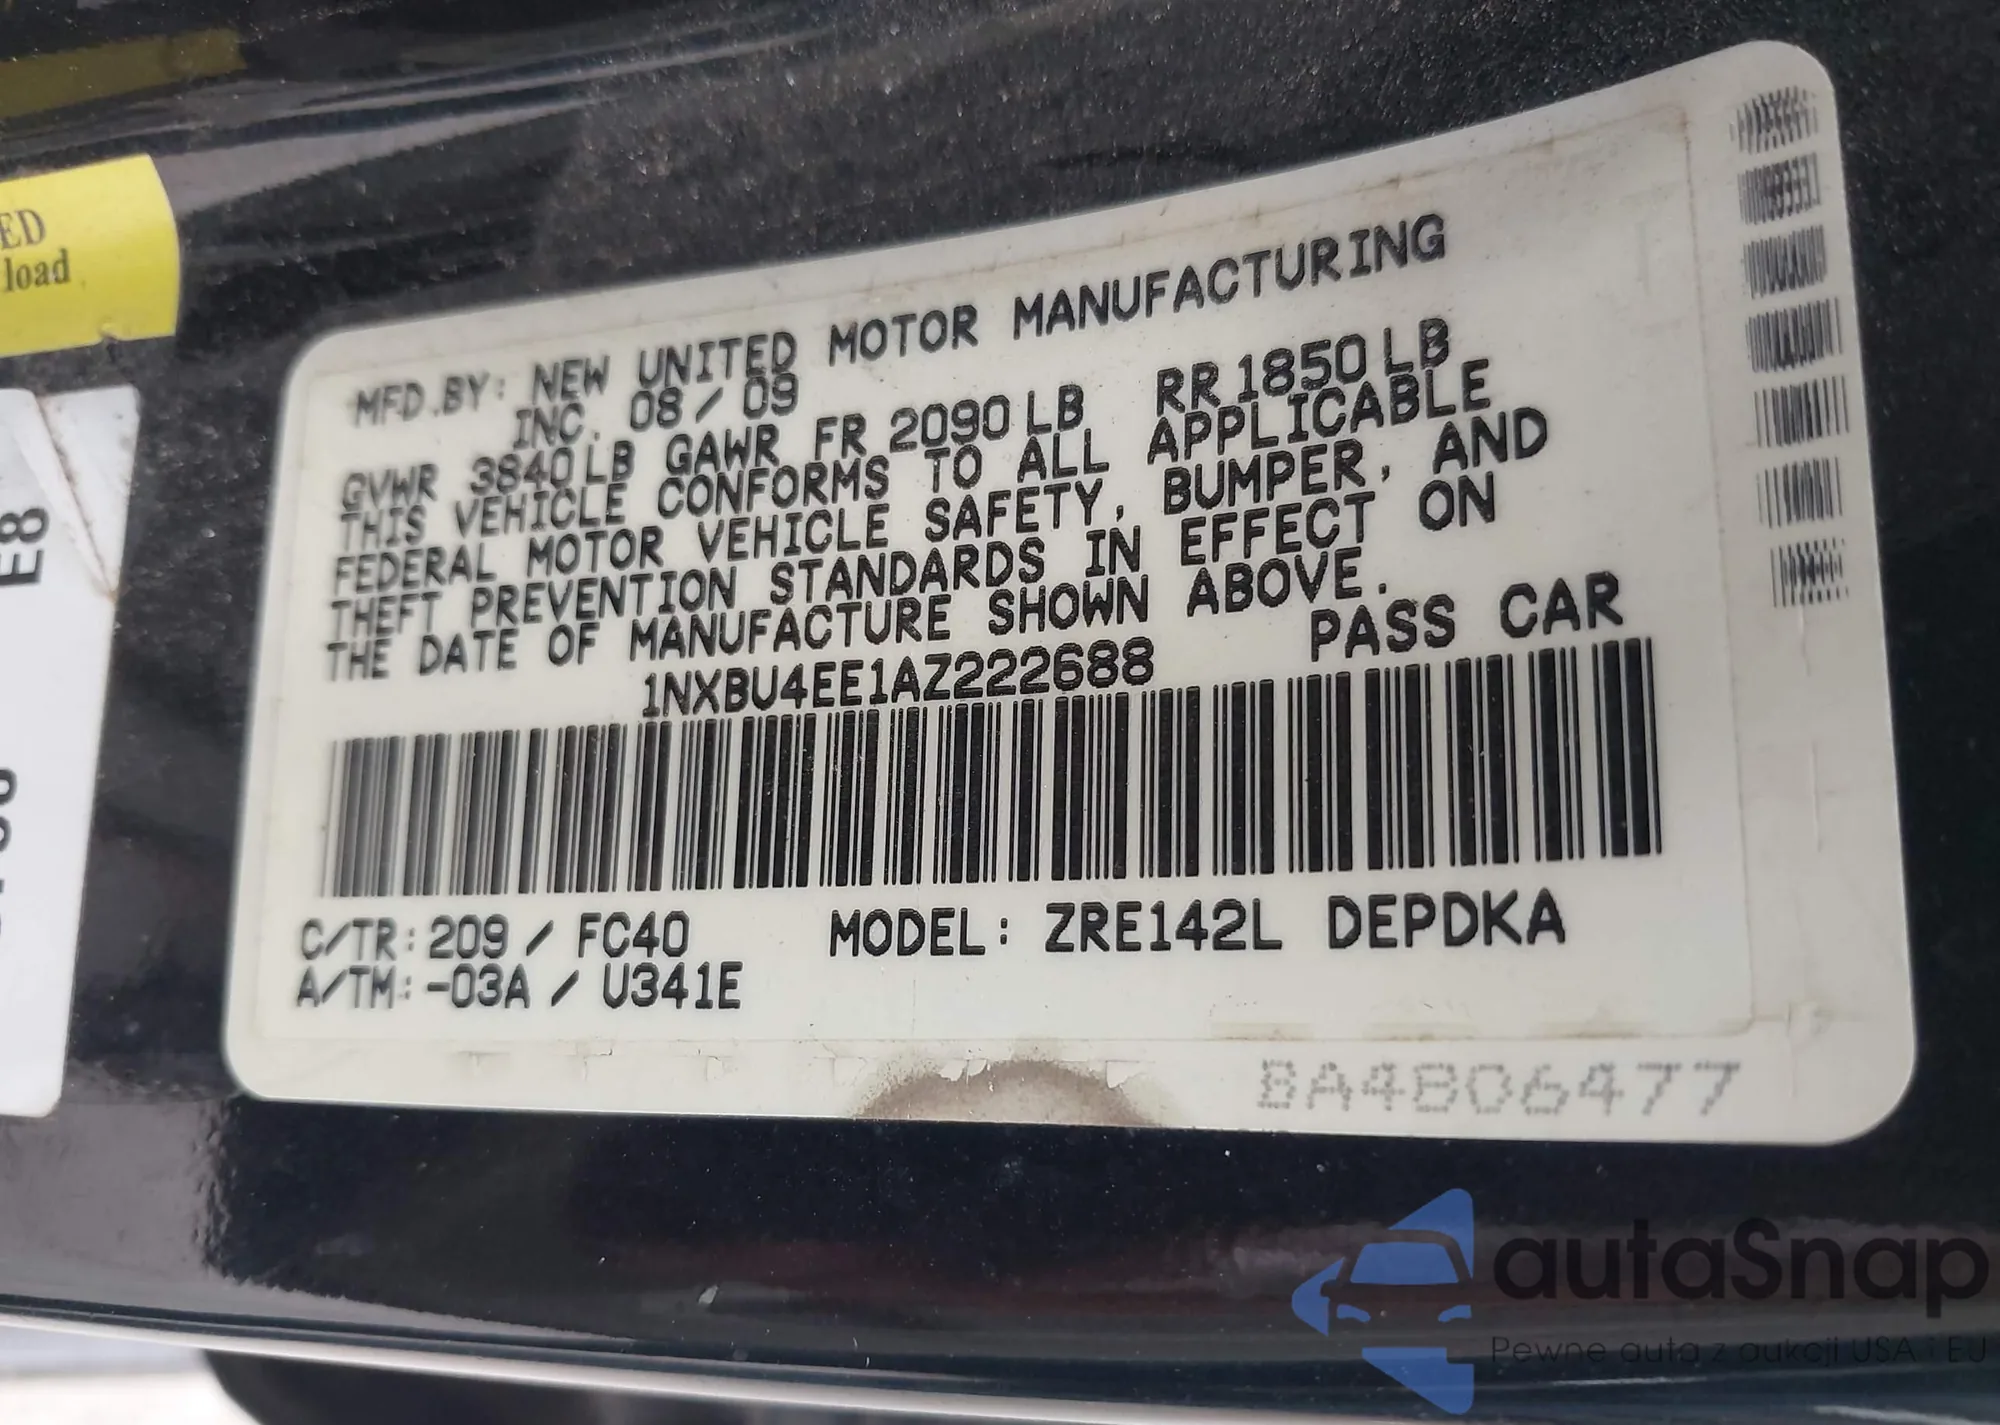 ED
load
E8
MFD.BY: NEW UNITED MOTOR MANUFACTURING
INC. 08/09
GVWR 3840LB GAWR FR 2090LB RR1850LB
THIS VEHICLE CONFORMS TO ALL APPLICABLE
FEDERAL MOTOR VEHICLE SAFETY, BUMPER, AND
THEFT PREVENTION STANDARDS IN EFFECT ON
THE DATE OF MANUFACTURE SHOWN ABOVE.
1NXBU4EE1AZ222688 PASS CAR
C/TR: 209 / FC40 MODEL: ZRE142L DEPDKA
A/TM: -03A / U341E
BA4806477
autaSnap
Pewne auta z aukcji USA i EU